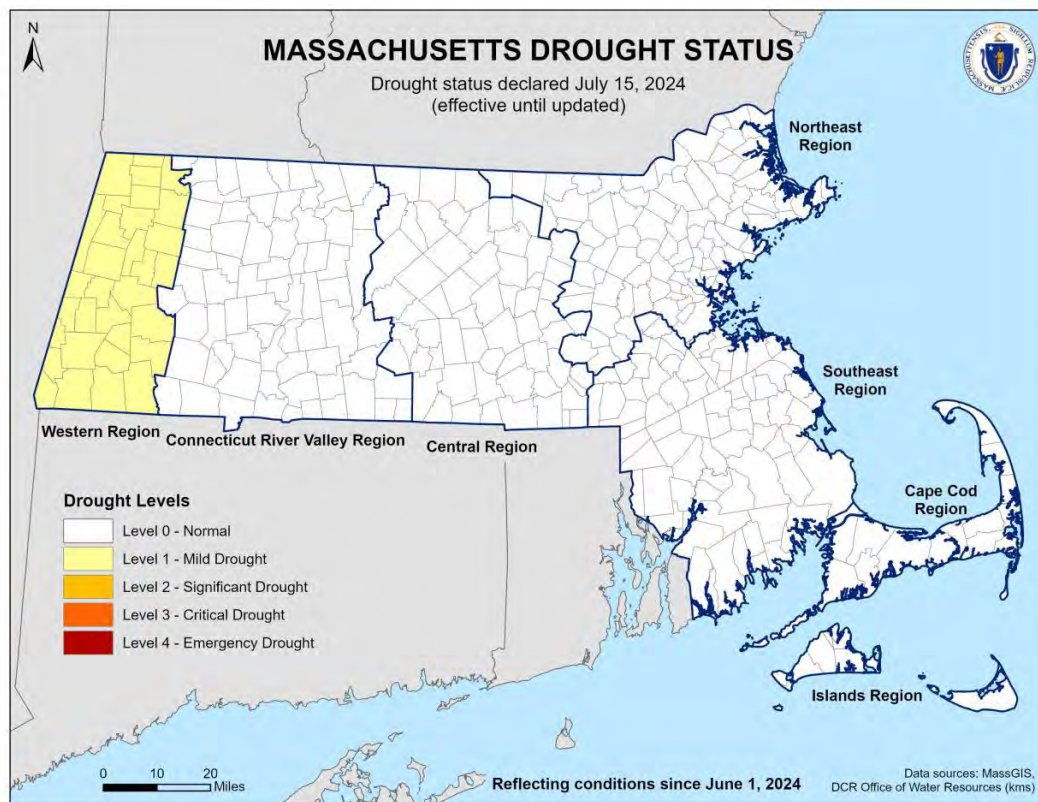 N
MASSACHUSETTS DROUGHT STATUS
Drought status declared July 15, 2024
(effective until updated)
Northeast
Region
Southeast
Region
Western Region
Connecticut River Valley Region
Central Region
Cape Cod
Region
Drought Levels
Level 0 - Normal
Level 1 - Mild Drought
Level 2 - Significant Drought
Level 3 - Critical Drought
Level 4 - Emergency Drought
Islands Region
0 10 20
Miles
Reflecting conditions since June 1, 2024
Data sources: MassGIS,
DCR Office of Water Resources (kms)